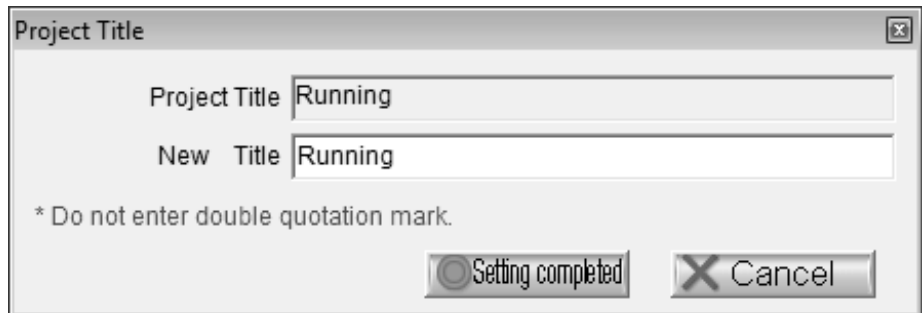 Project Title
Project Title Running
New Title Running
* Do not enter double quotation mark.
Setting completed Cancel